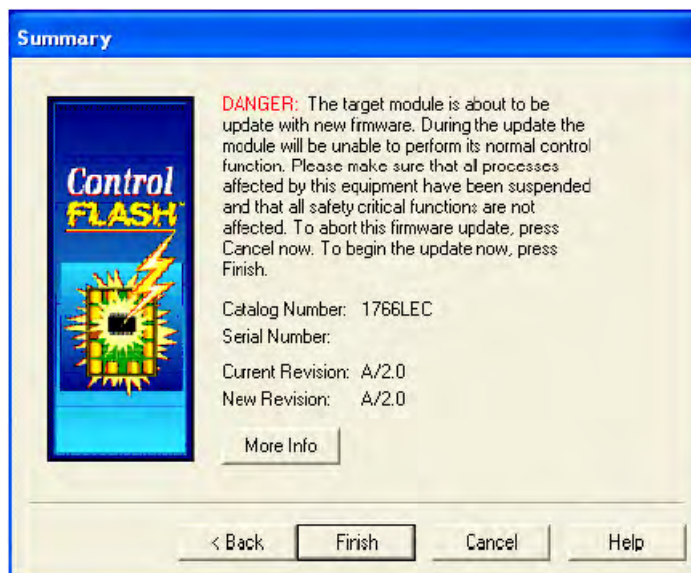 Summary
Control
FLASH™
DANGER: The target module is about to be
update with new firmware. During the update the
module will be unable to perform its normal control
function. Please make sure that all processes
affected by this equipment have been suspended
and that all safety critical functions are not
affected. To abort this firmware update, press
Cancel now. To begin the update now, press
Finish.
Catalog Number: 1766LEC
Serial Number:
Current Revision: A/2.0
New Revision: A/2.0
More Info
< Back
Finish
Cancel
Help